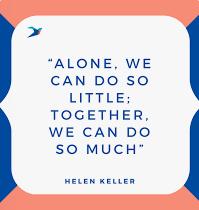 “ALONE, WE
CAN DO SO
LITTLE;
TOGETHER,
WE CAN DO
SO MUCH”
HELEN KELLER